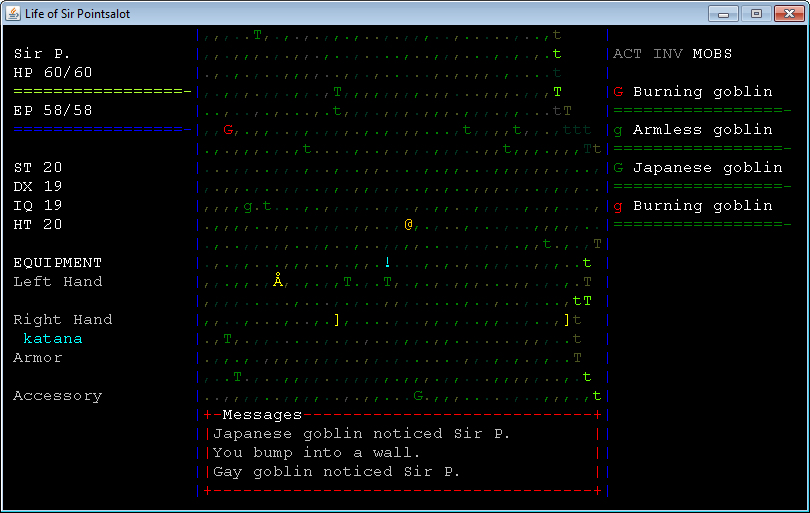 Life of Sir Pointsalot
Sir P.
HP 60/60
EP 58/58
ST 20
DX 19
IQ 19
HT 20
EQUIPMENT
Left Hand
Right Hand
katana
Armor
Accessory
Messages
Japanese goblin noticed Sir P.
You bump into a wall.
Gay goblin noticed Sir P.
ACT INV MOBS
G Burning goblin
g Armless goblin
G Japanese goblin
g Burning goblin